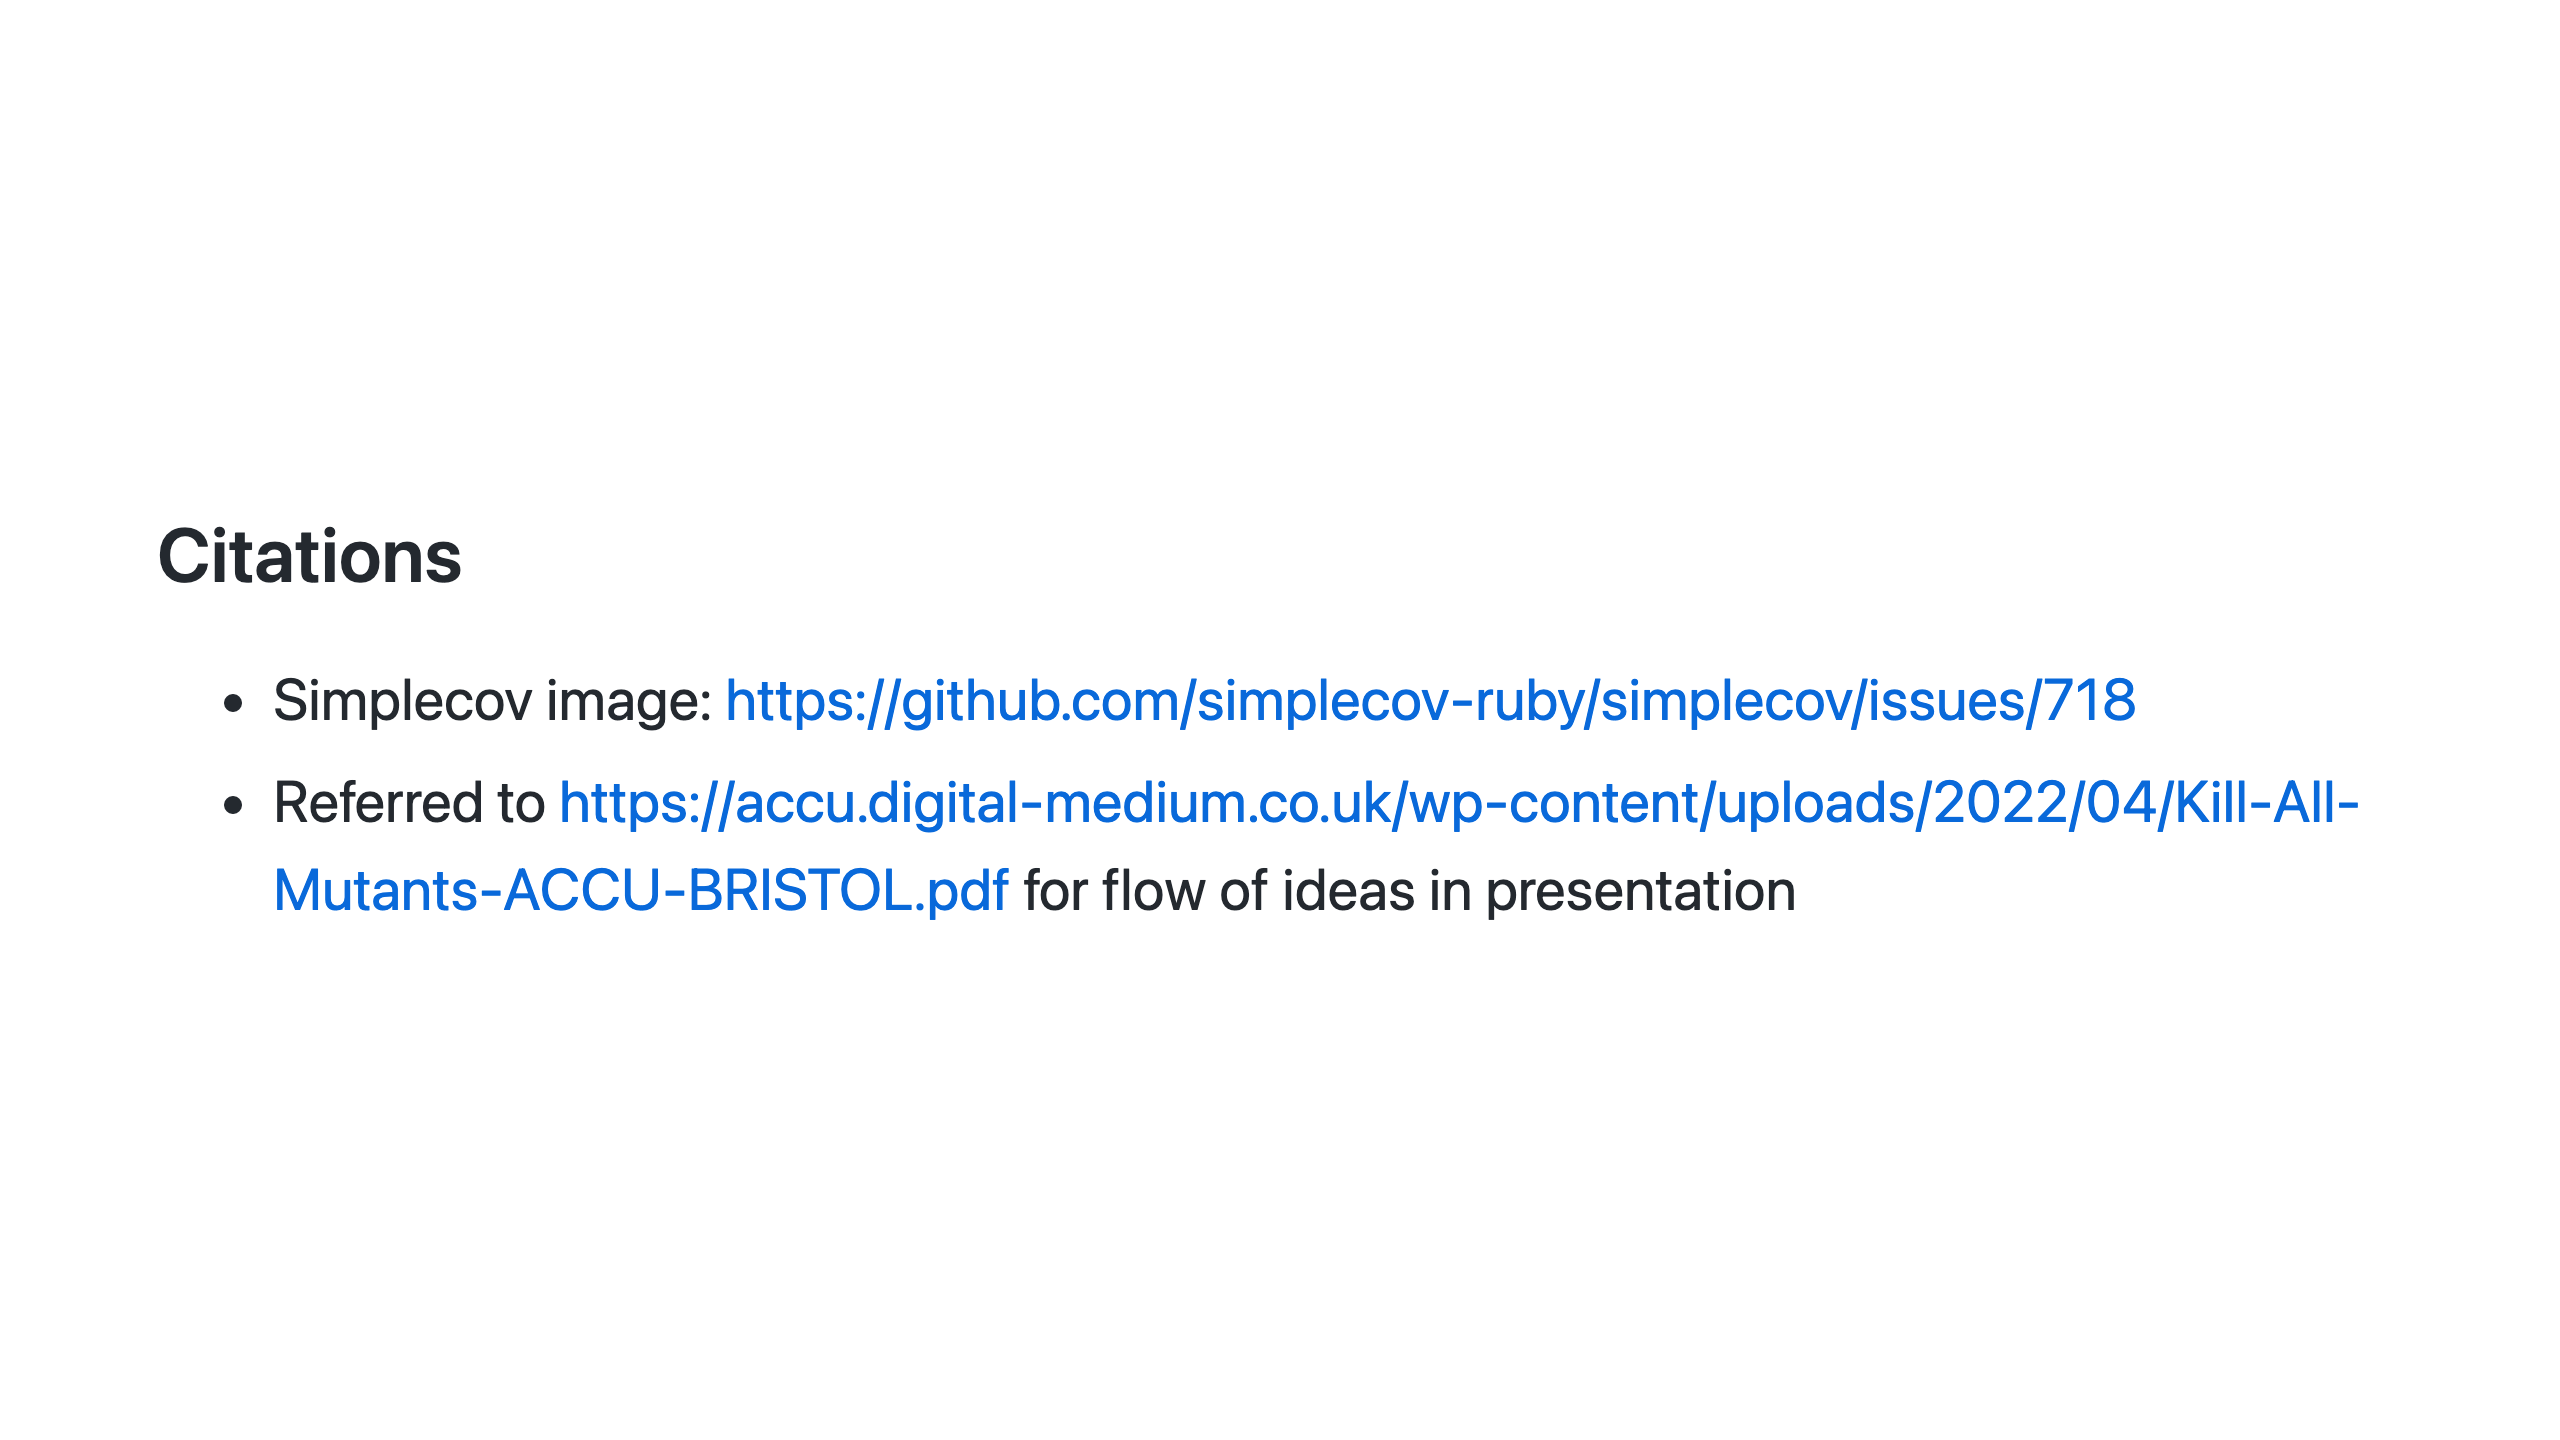 Citations
• Simplecov image: https://github.com/simplecov-ruby/simplecov/issues/718
• Referred to https://accu.digital-medium.co.uk/wp-content/uploads/2022/04/Kill-All-
Mutants-ACCU-BRISTOL.pdf for flow of ideas in presentation